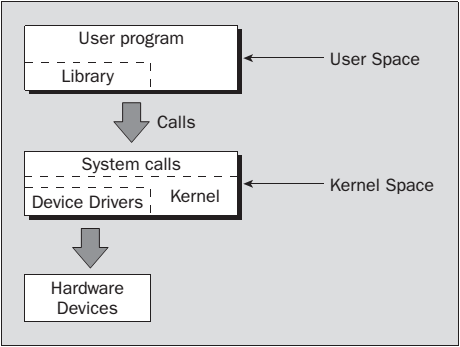 User program
Library
User Space
Calls
System calls
Device Drivers
Kernel
Kernel Space
Hardware
Devices